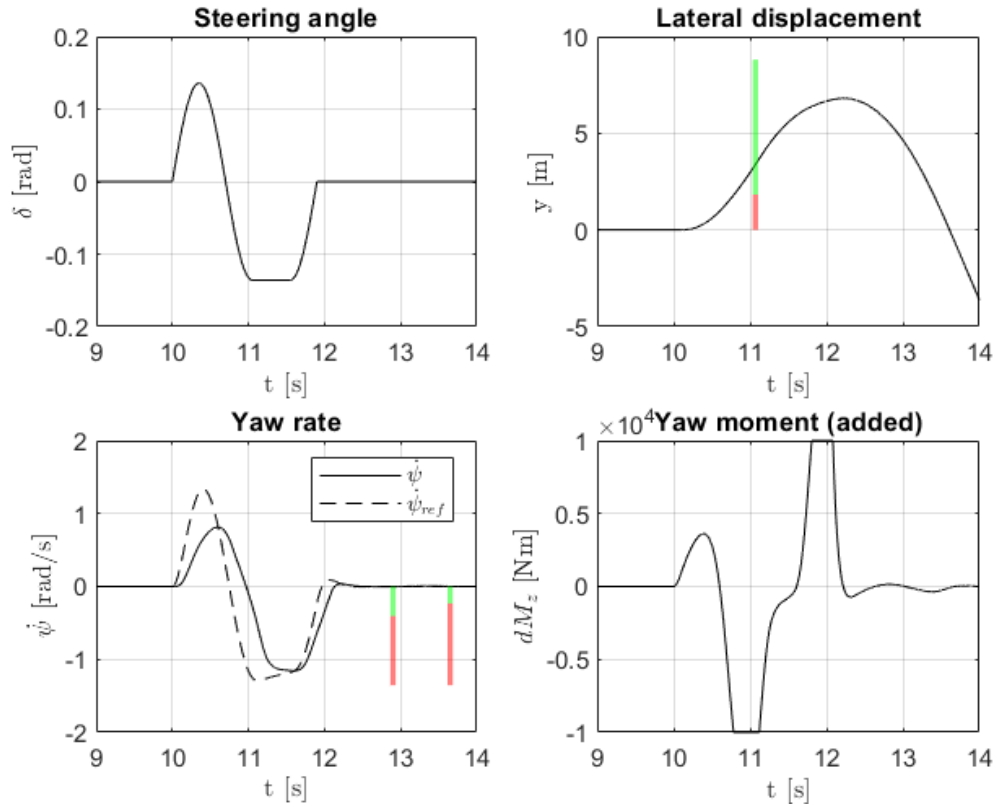 Steering angle
0.2
0.1
0
-0.1
-0.2
δ [rad]
9 10 11 12 13 14
t [s]
Lateral displacement
10
5
0
-5
y [m]
9 10 11 12 13 14
t [s]
Yaw rate
2
1
0
-1
-2
ψ̇ [rad/s]
ψ̇
ψ̇ref
9 10 11 12 13 14
t [s]
×10⁴ Yaw moment (added)
1
0.5
0
-0.5
-1
dMz [Nm]
9 10 11 12 13 14
t [s]